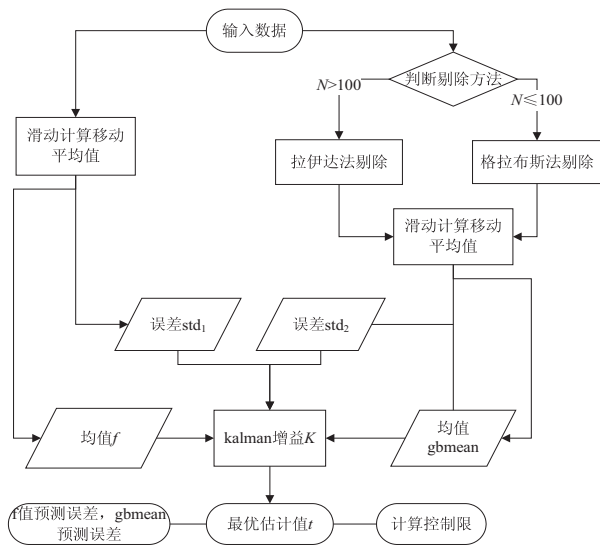 输入数据
判断剔除方法
N>100
N≤100
滑动计算移动
平均值
拉伊达法剔除
格拉布斯法剔除
滑动计算移动
平均值
误差std₁
误差std₂
均值f
kalman增益K
均值
gbmean
f值预测误差，gbmean
预测误差
最优估计值t
计算控制限